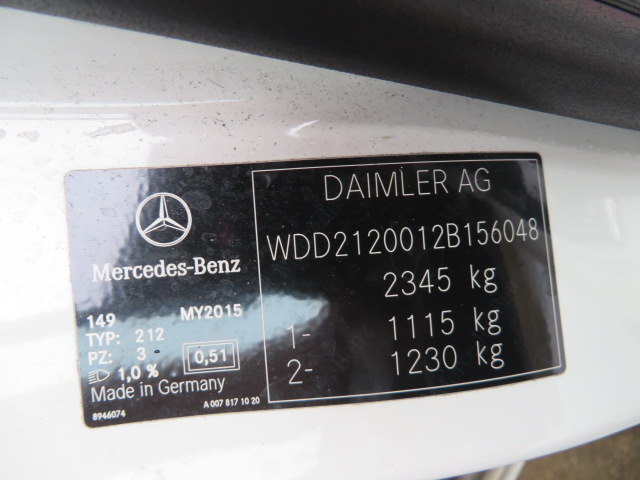 Mercedes-Benz
149 MY2015
TYP: 212
PZ: 3 0,51
1,0%
Made in Germany
8946074 A 007 817 10 20
DAIMLER AG
WDD2120012B156048
2345 kg
1- 1115 kg
2- 1230 kg